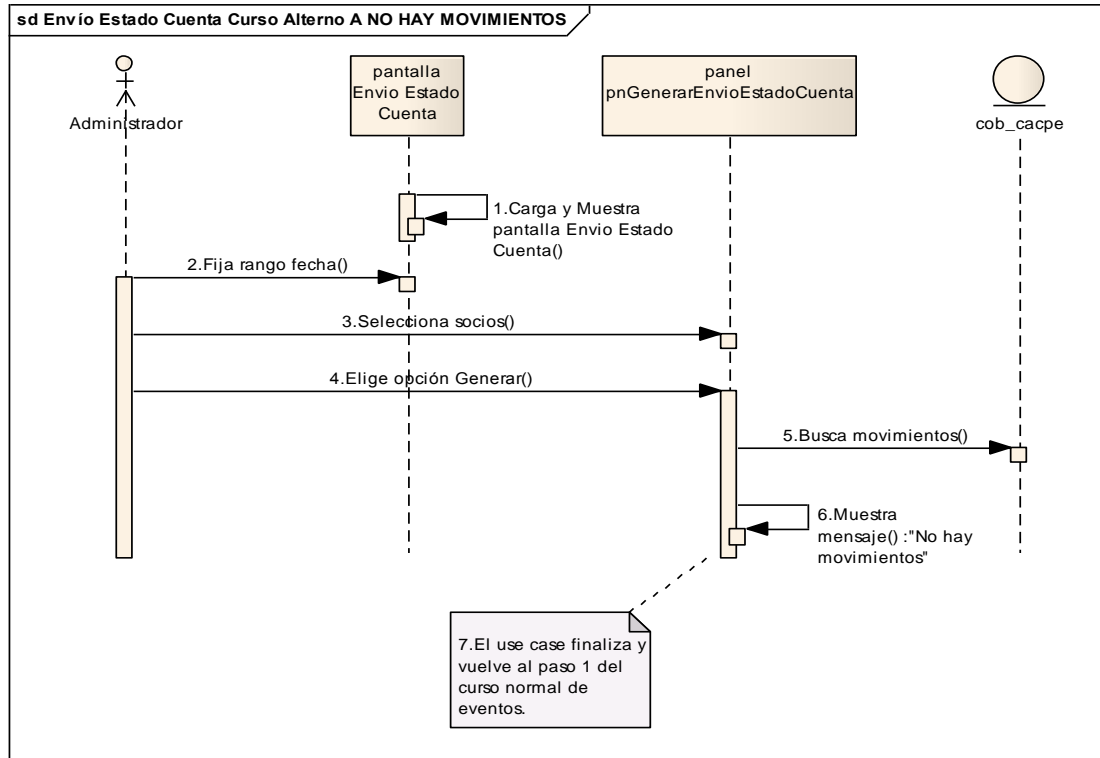 sd Envío Estado Cuenta Curso Alterno A NO HAY MOVIMIENTOS
Administrador
pantalla
Envio Estado
Cuenta
panel
pnGenerarEnvioEstadoCuenta
cob_cacpe
1.Carga y Muestra
pantalla Envio Estado
Cuenta()
2.Fija rango fecha()
3.Selecciona socios()
4.Elige opción Generar()
5.Busca movimientos()
6.Muestra
mensaje() :"No hay
movimientos"
7.El use case finaliza y
vuelve al paso 1 del
curso normal de
eventos.